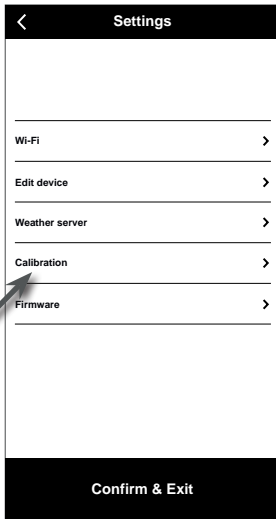 Settings
Wi-Fi
Edit device
Weather server
Calibration
Firmware
Confirm & Exit